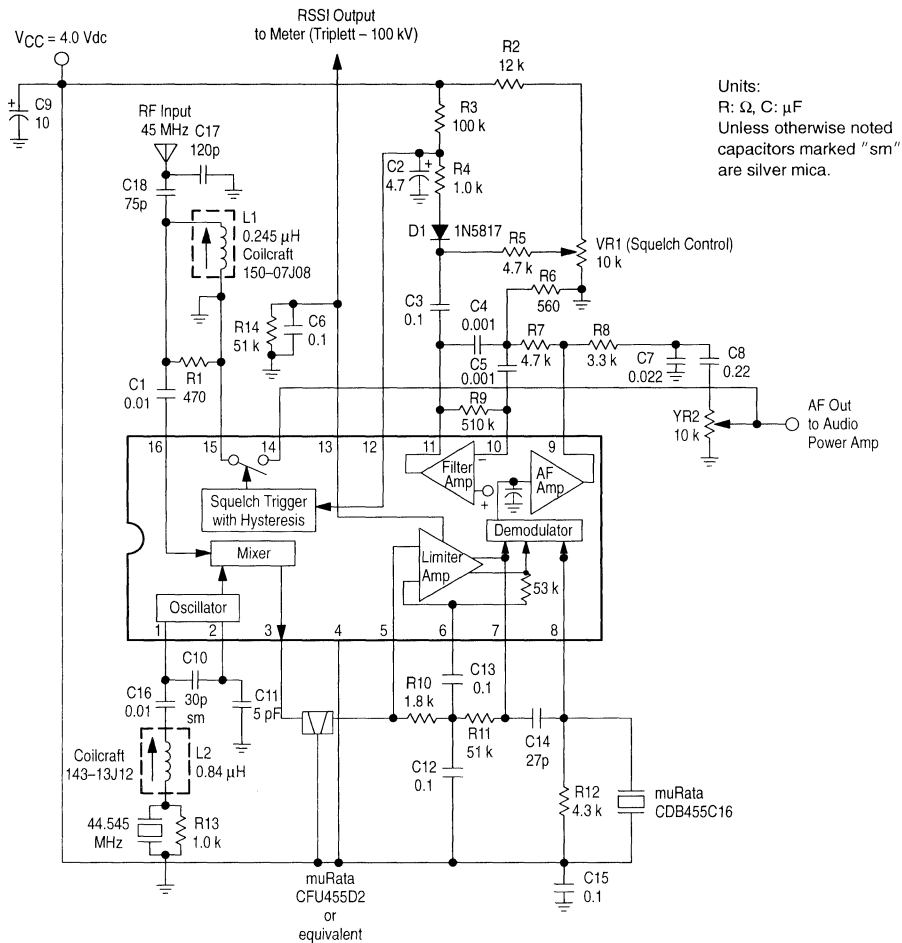 RSSI Output
to Meter (Triplett – 100 kV)
VCC = 4.0 Vdc
R2
12 k
+
C9
10
RF Input
45 MHz
C17
120p
R3
100 k
Units:
R: Ω, C: µF
Unless otherwise noted
capacitors marked "sm"
are silver mica.
C18
75p
C2
4.7
+
R4
1.0 k
L1
0.245 µH
Coilcraft
150–07J08
D1
1N5817
R5
4.7 k
VR1 (Squelch Control)
10 k
R6
560
C3
0.1
C4
0.001
R14
51 k
C6
0.1
R7
4.7 k
R8
3.3 k
C1
0.01
R1
470
C5
0.001
C7
0.022
C8
0.22
R9
510 k
YR2
10 k
AF Out
to Audio
Power Amp
16
15
14
13
12
11
10
9
Filter
Amp
–
+
AF
Amp
Squelch Trigger
with Hysteresis
Demodulator
Mixer
Limiter
Amp
53 k
Oscillator
1
2
3
4
5
6
7
8
C10
30p
sm
C16
0.01
C11
5 pF
R10
1.8 k
C13
0.1
R11
51 k
C14
27p
Coilcraft
143–13J12
L2
0.84 µH
C12
0.1
R12
4.3 k
muRata
CDB455C16
44.545
MHz
R13
1.0 k
muRata
CFU455D2
or
equivalent
C15
0.1